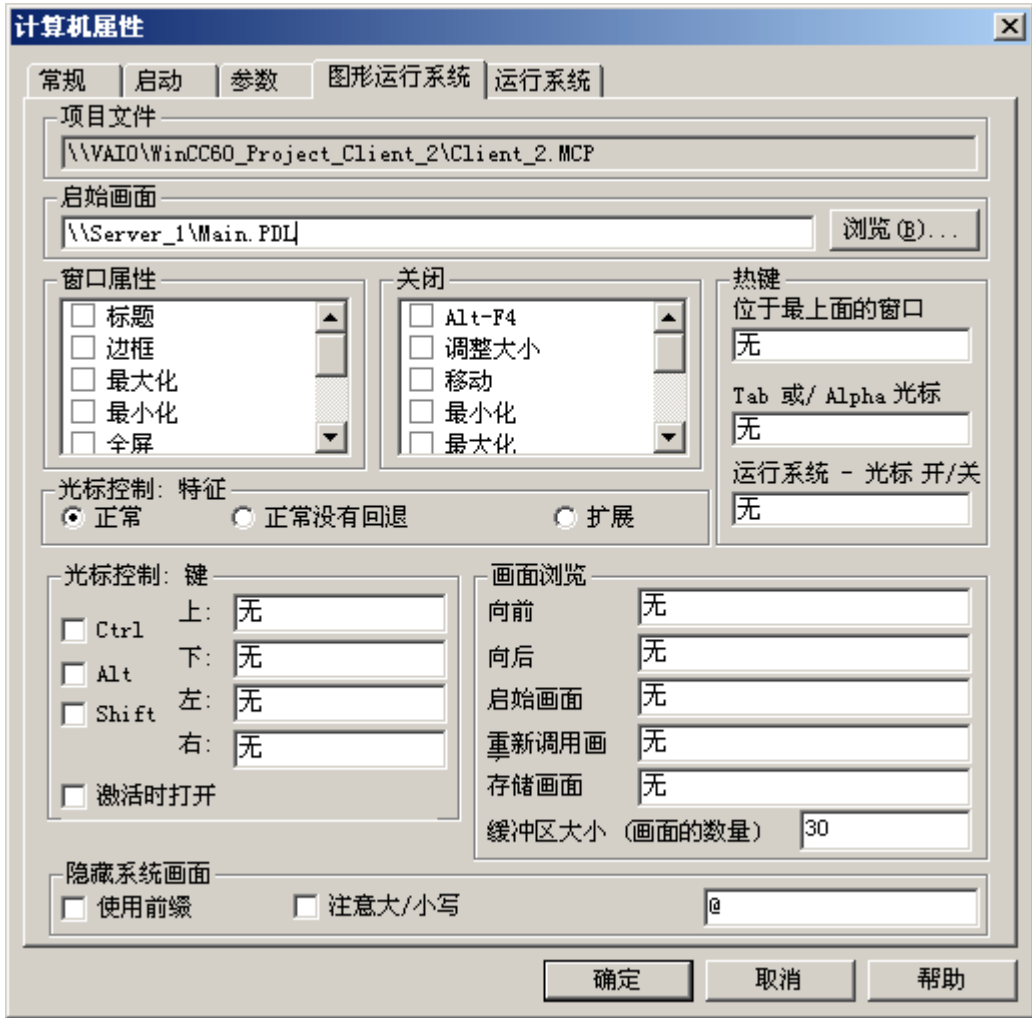 计算机属性
常规 启动 参数 图形运行系统 运行系统
项目文件
\\VAIO\WinCC60_Project_Client_2\Client_2.MCP
启始画面
\\Server_1\Main.PDL 浏览(B)...
窗口属性
标题
边框
最大化
最小化
全屏
关闭
Alt-F4
调整大小
移动
最小化
最大化
热键
位于最上面的窗口
无
Tab 或/ Alpha 光标
无
运行系统 - 光标 开/关
无
光标控制: 特征
正常 正常没有回退 扩展
光标控制: 键
Ctrl
Alt
Shift
上: 无
下: 无
左: 无
右: 无
激活时打开
画面浏览
向前 无
向后 无
启始画面 无
重新调用画 无
存储画面 无
缓冲区大小 (画面的数量) 30
隐藏系统画面
使用前缀 注意大/小写 @
确定 取消 帮助